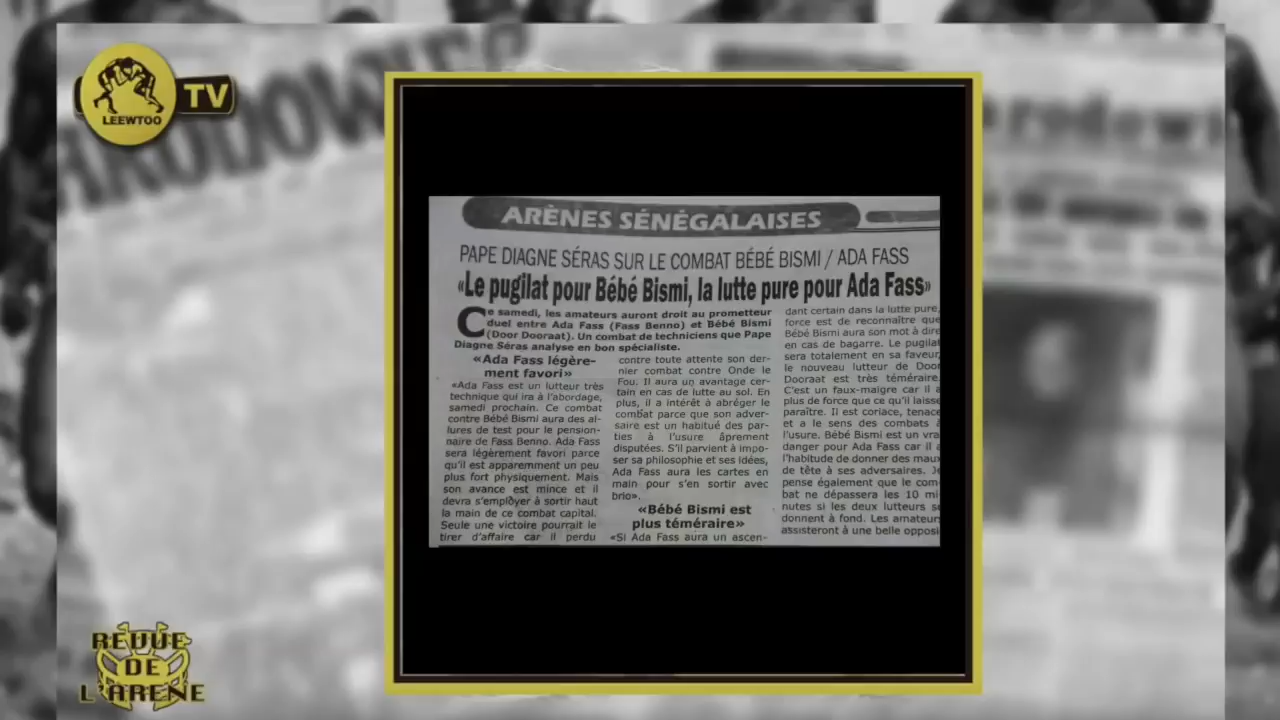 LEEWTOO
TV
ARÈNES SÉNÉGALAISES
PAPE DIAGNE SÉRAS SUR LE COMBAT BÉBÉ BISMI / ADA FASS
«Le pugilat pour Bébé Bismi, la lutte pure pour Ada Fass»
Ce samedi, les amateurs auront droit au prometteur
duel entre Ada Fass (Fass Benno) et Bébé Bismi
(Door Dooraat). Un combat de techniciens que Pape
Diagne Séras analyse en bon spécialiste.
«Ada Fass légère-
ment favori»
«Ada Fass est un lutteur très
technique qui ira à l'abordage,
samedi prochain. Ce combat
contre Bébé Bismi aura des al-
lures de test pour le pension-
naire de Fass Benno. Ada Fass
sera légèrement favori parce
qu'il est apparemment un peu
plus fort physiquement. Mais
son avance est mince et il
devra s'employer à sortir haut
la main de ce combat capital.
Seule une victoire pourrait le
tirer d'affaire car il perdu
contre toute attente son der-
nier combat contre Onde le
Fou. Il aura un avantage cer-
tain en cas de lutte au sol. En
plus, il a intérêt à abréger le
combat parce que son adver-
saire est un habitué des par-
ties à l'usure âprement
disputées. S'il parvient à impo-
ser sa philosophie et ses idées,
Ada Fass aura les cartes en
main pour s'en sortir avec
brio».
«Bébé Bismi est
plus téméraire»
«Si Ada Fass aura un ascen-
dant certain dans la lutte pure,
force est de reconnaître que
Bébé Bismi aura son mot à dire
en cas de bagarre. Le pugilat
sera totalement en sa faveur,
le nouveau lutteur de Door
Dooraat est très téméraire.
C'est un faux-maigre car il a
plus de force que ce qu'il laisse
paraître. Il est coriace, tenace
et a le sens des combats à
l'usure. Bébé Bismi est un vrai
danger pour Ada Fass car il a
l'habitude de donner des maux
de tête à ses adversaires. Je
pense également que le com-
bat ne dépassera les 10 mi-
nutes si les deux lutteurs se
donnent à fond. Les amateurs
assisteront à une belle opposi
REVUE
DE
L'ARENE